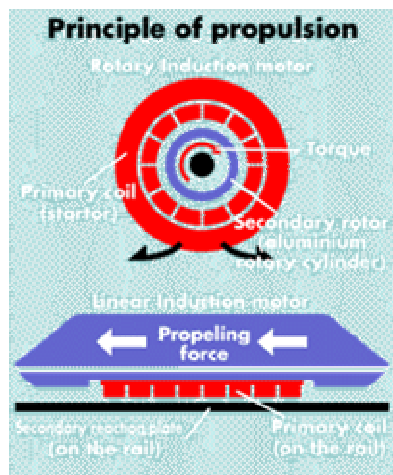 Principle of propulsion
Rotary Induction motor
Torque
Primary coil
(startor)
Secondary rotor
(aluminium
rotary cylinder)
Linear Induction motor
Propeling
force
Secondary reaction plate
(on the rail)
Primary coil
(on the rail)